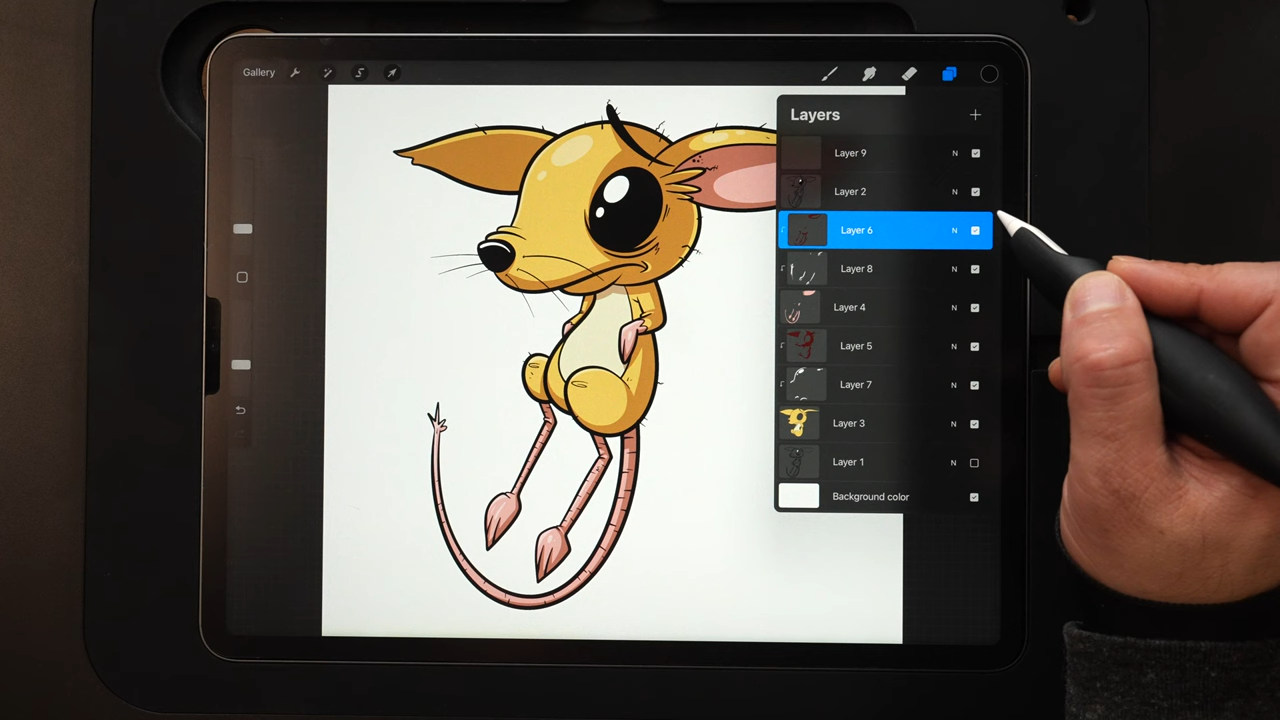 Gallery
Layers
Layer 9 N
Layer 2 N
Layer 6 N
Layer 8 N
Layer 4 N
Layer 5 N
Layer 7 N
Layer 3 N
Layer 1 N
Background color